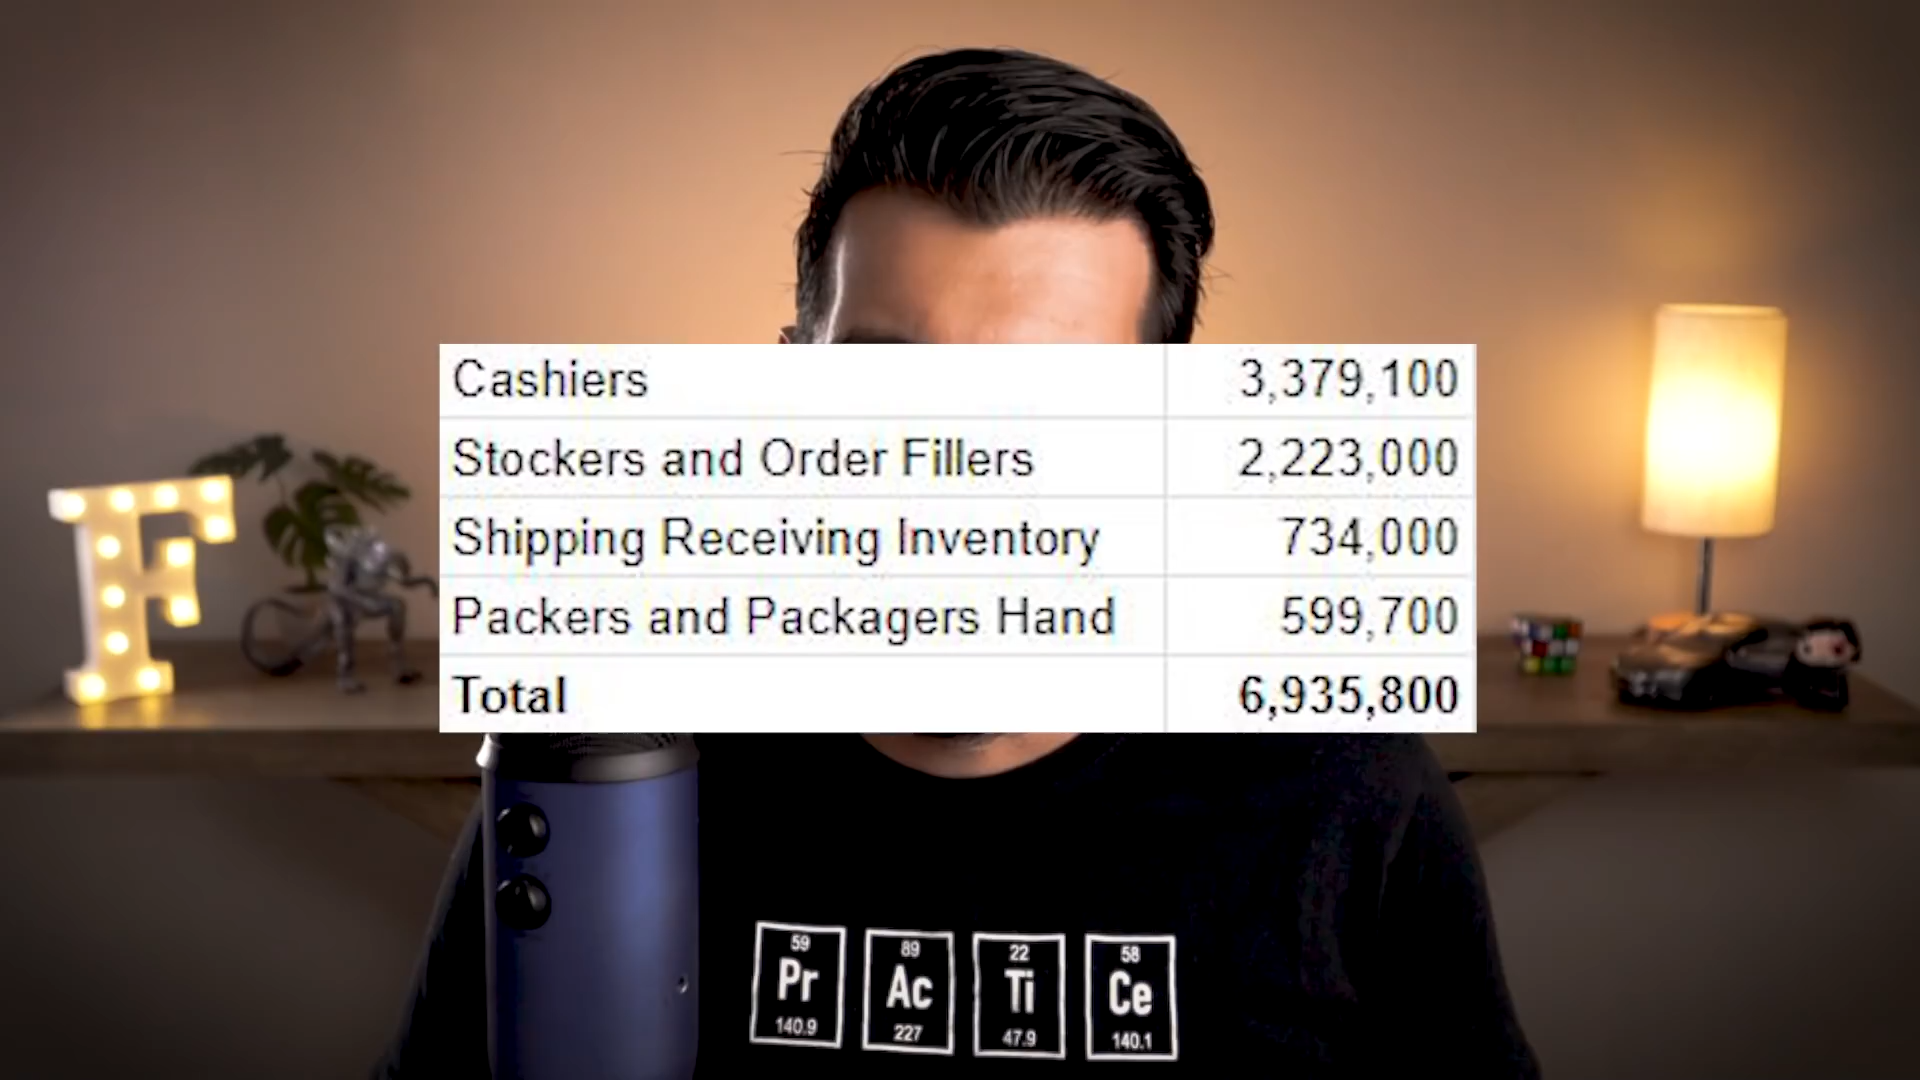 Cashiers 3,379,100
Stockers and Order Fillers 2,223,000
Shipping Receiving Inventory 734,000
Packers and Packagers Hand 599,700
Total 6,935,800
59 89 22 58
Pr Ac Ti Ce
140.9 227 47.9 140.1
F